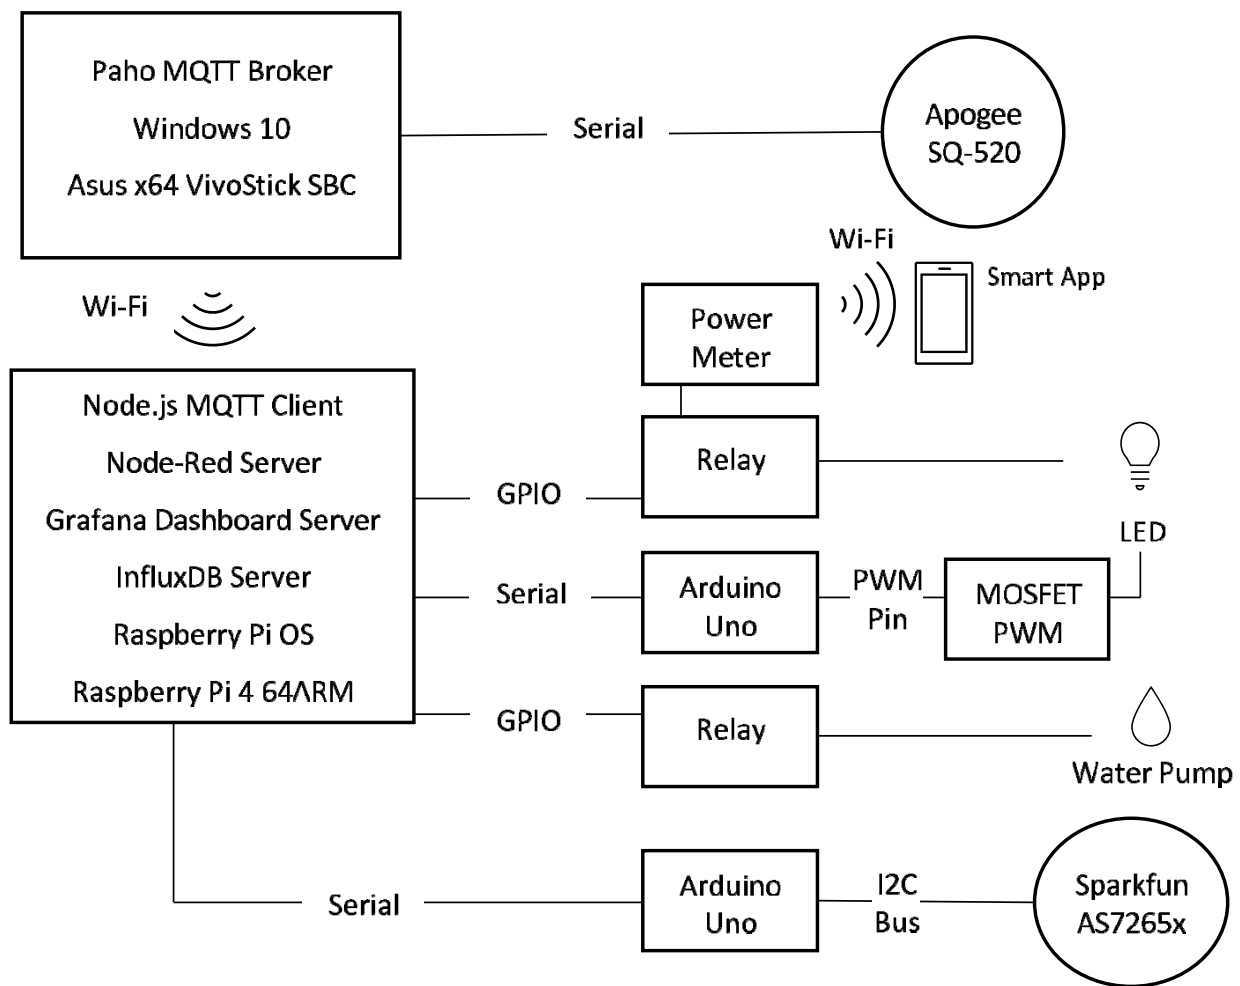 Paho MQTT Broker
Windows 10
Asus x64 VivoStick SBC
Serial
Apogee
SQ-520
Wi-Fi
Wi-Fi
Smart App
Power
Meter
Node.js MQTT Client
Node-Red Server
Grafana Dashboard Server
InfluxDB Server
Raspberry Pi OS
Raspberry Pi 4 64ARM
GPIO
Relay
LED
Serial
Arduino
Uno
PWM
Pin
MOSFET
PWM
GPIO
Relay
Water Pump
Serial
Arduino
Uno
I2C
Bus
Sparkfun
AS7265x